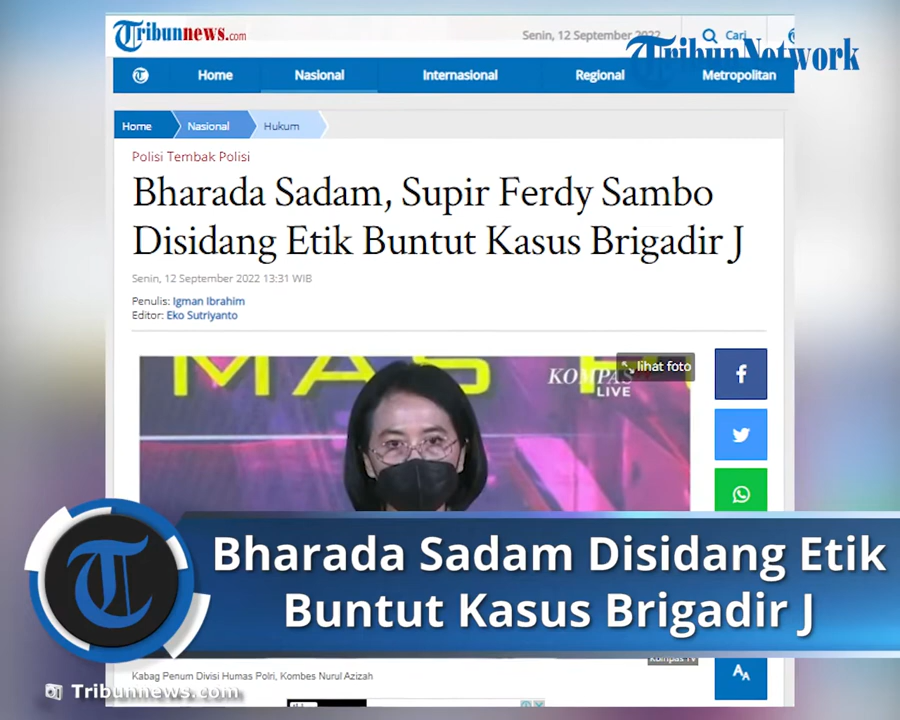 Tribunnews.com
Senin, 12 September 2022
Cari
TribunNetwork
Home
Nasional
Internasional
Regional
Metropolitan
Home
Nasional
Hukum
Polisi Tembak Polisi
Bharada Sadam, Supir Ferdy Sambo
Disidang Etik Buntut Kasus Brigadir J
Senin, 12 September 2022 13:31 WIB
Penulis: Igman Ibrahim
Editor: Eko Sutriyanto
MAS P
lihat foto
KOMPAS
LIVE
Bharada Sadam Disidang Etik
Buntut Kasus Brigadir J
Kompas TV
Kabag Penum Divisi Humas Polri, Kombes Nurul Azizah
AA
Tribunnews.com